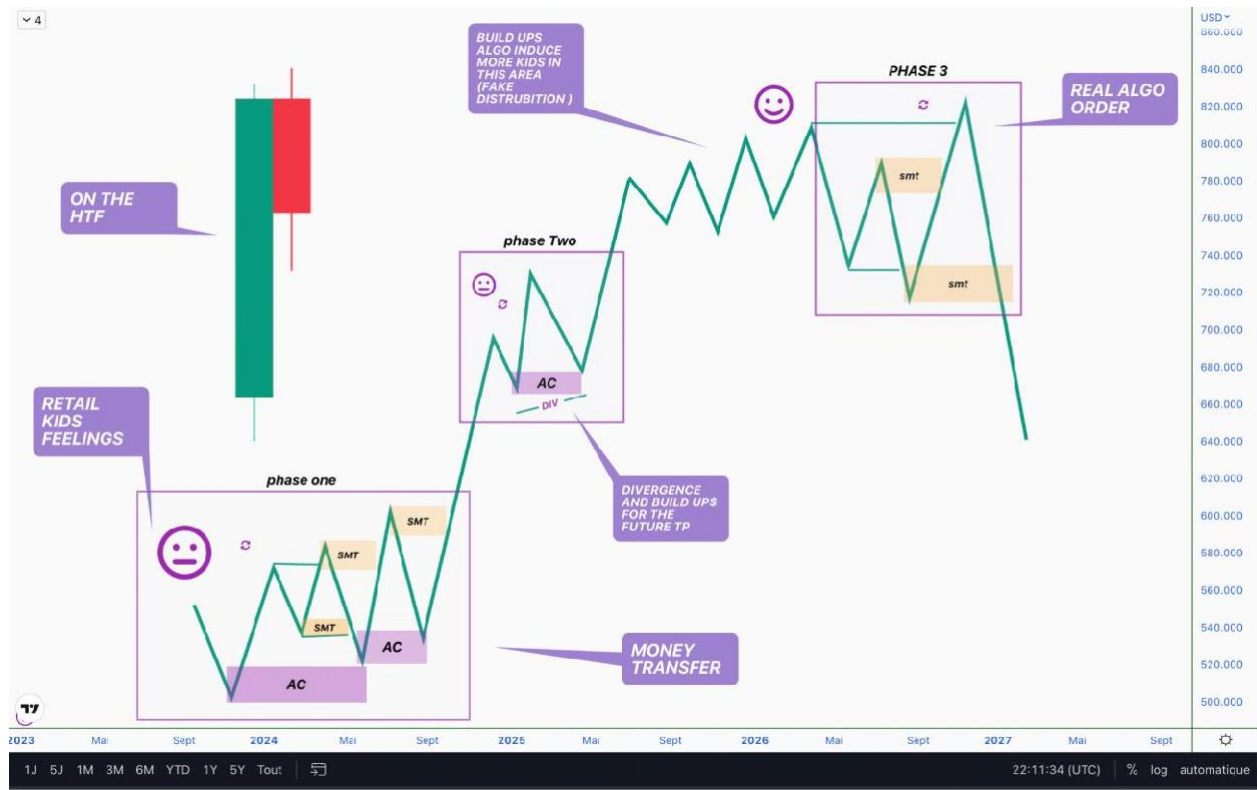 4
USD
860.000
BUILD UPS
ALGO INDUCE
MORE KIDS IN
THIS AREA
(FAKE
DISTRUBITION )
PHASE 3
840.000
REAL ALGO
ORDER
820.000
800.000
smt
780.000
ON THE
HTF
760.000
phase Two
740.000
smt
720.000
700.000
680.000
AC
DIV
660.000
RETAIL
KIDS
FEELINGS
640.000
620.000
phase one
DIVERGENCE
AND BUILD UP$
FOR THE
FUTURE TP
600.000
SMT
580.000
SMT
560.000
540.000
SMT
AC
MONEY
TRANSFER
520.000
AC
500.000
2023 Mai Sept 2024 Mai Sept 2025 Mai Sept 2026 Mai Sept 2027 Mai Sept
1J 5J 1M 3M 6M YTD 1Y 5Y Tout 22:11:34 (UTC) % log automatique